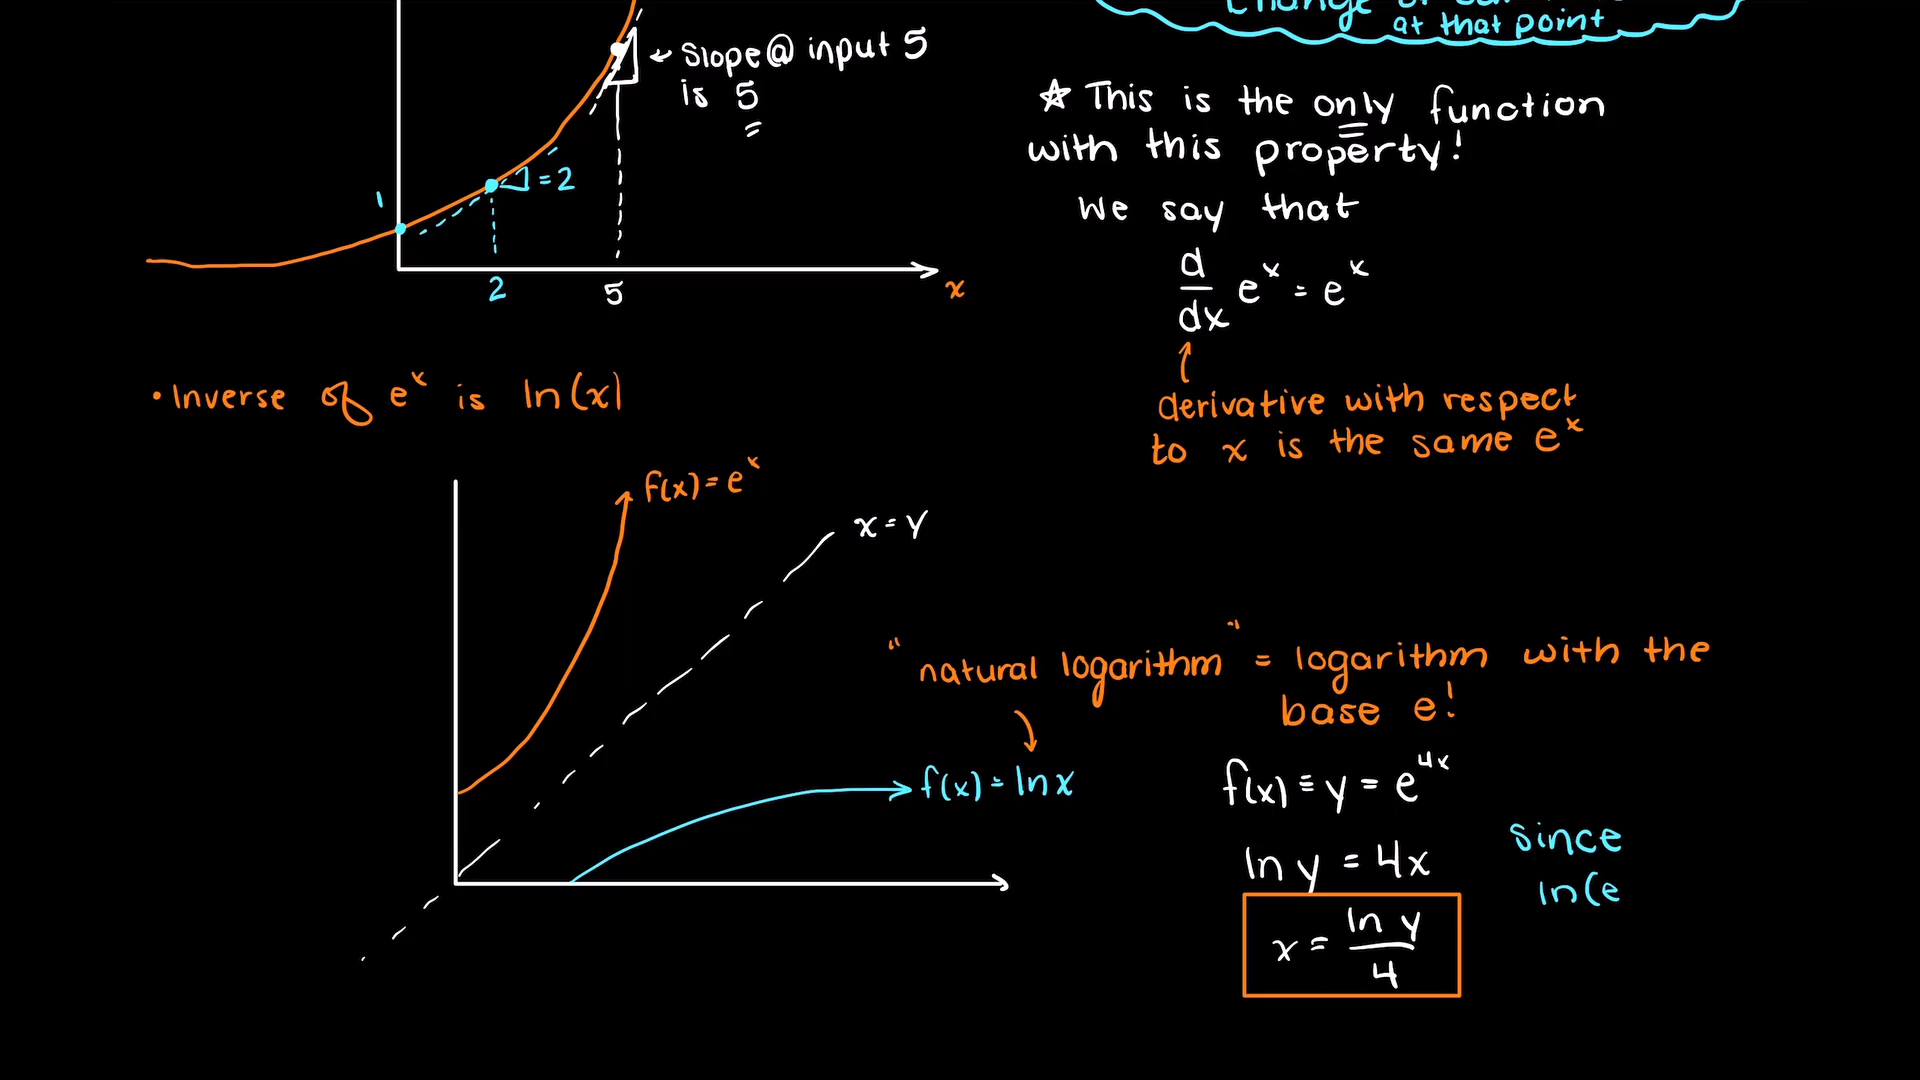 at that point
← Slope@ input 5
is 5
☆ This is the only function
with this property!
1
=2
2
5
x
We say that
d/dx e^x = e^x
derivative with respect
to x is the same e^x
• Inverse of e^x is ln(x)
f(x) = e^x
x = y
"natural logarithm" = logarithm with the
base e!
f(x) = ln x
f(x) = y = e^4x
ln y = 4x
x = ln y / 4
since
ln(e